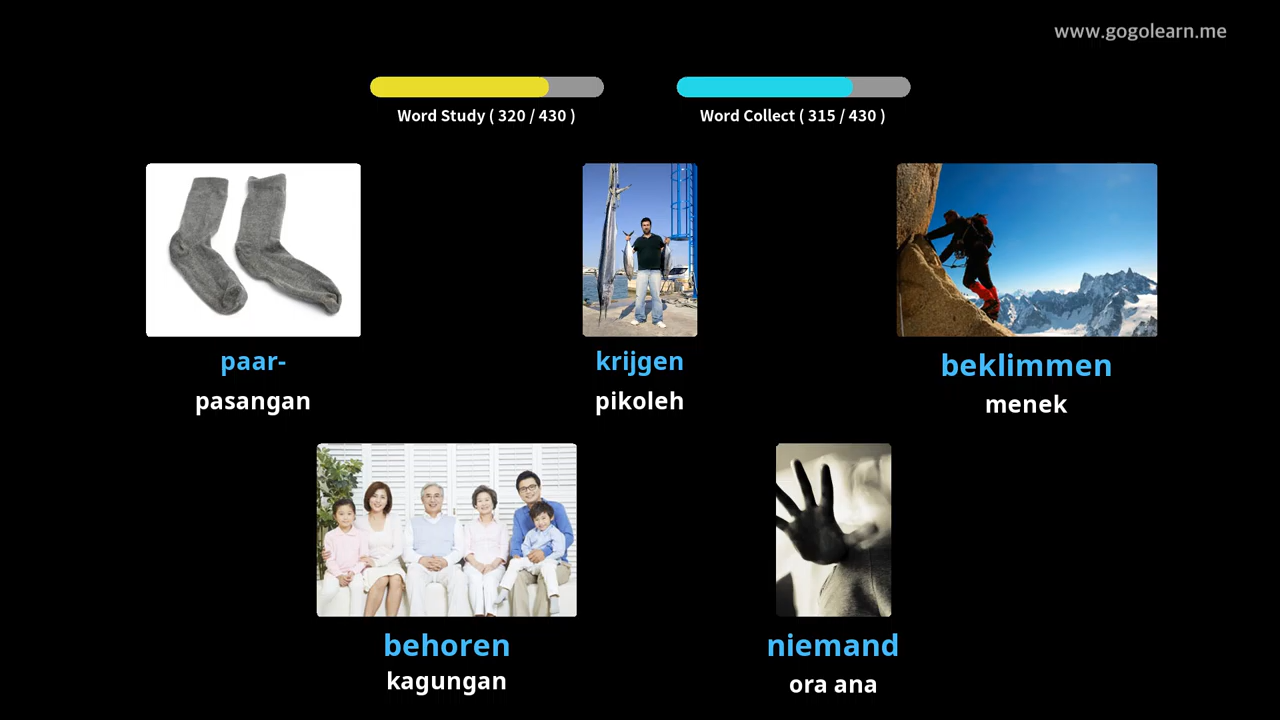 www.gogolearn.me
Word Study ( 320 / 430 )
Word Collect ( 315 / 430 )
paar-
pasangan
krijgen
pikoleh
beklimmen
menek
behoren
kagungan
niemand
ora ana